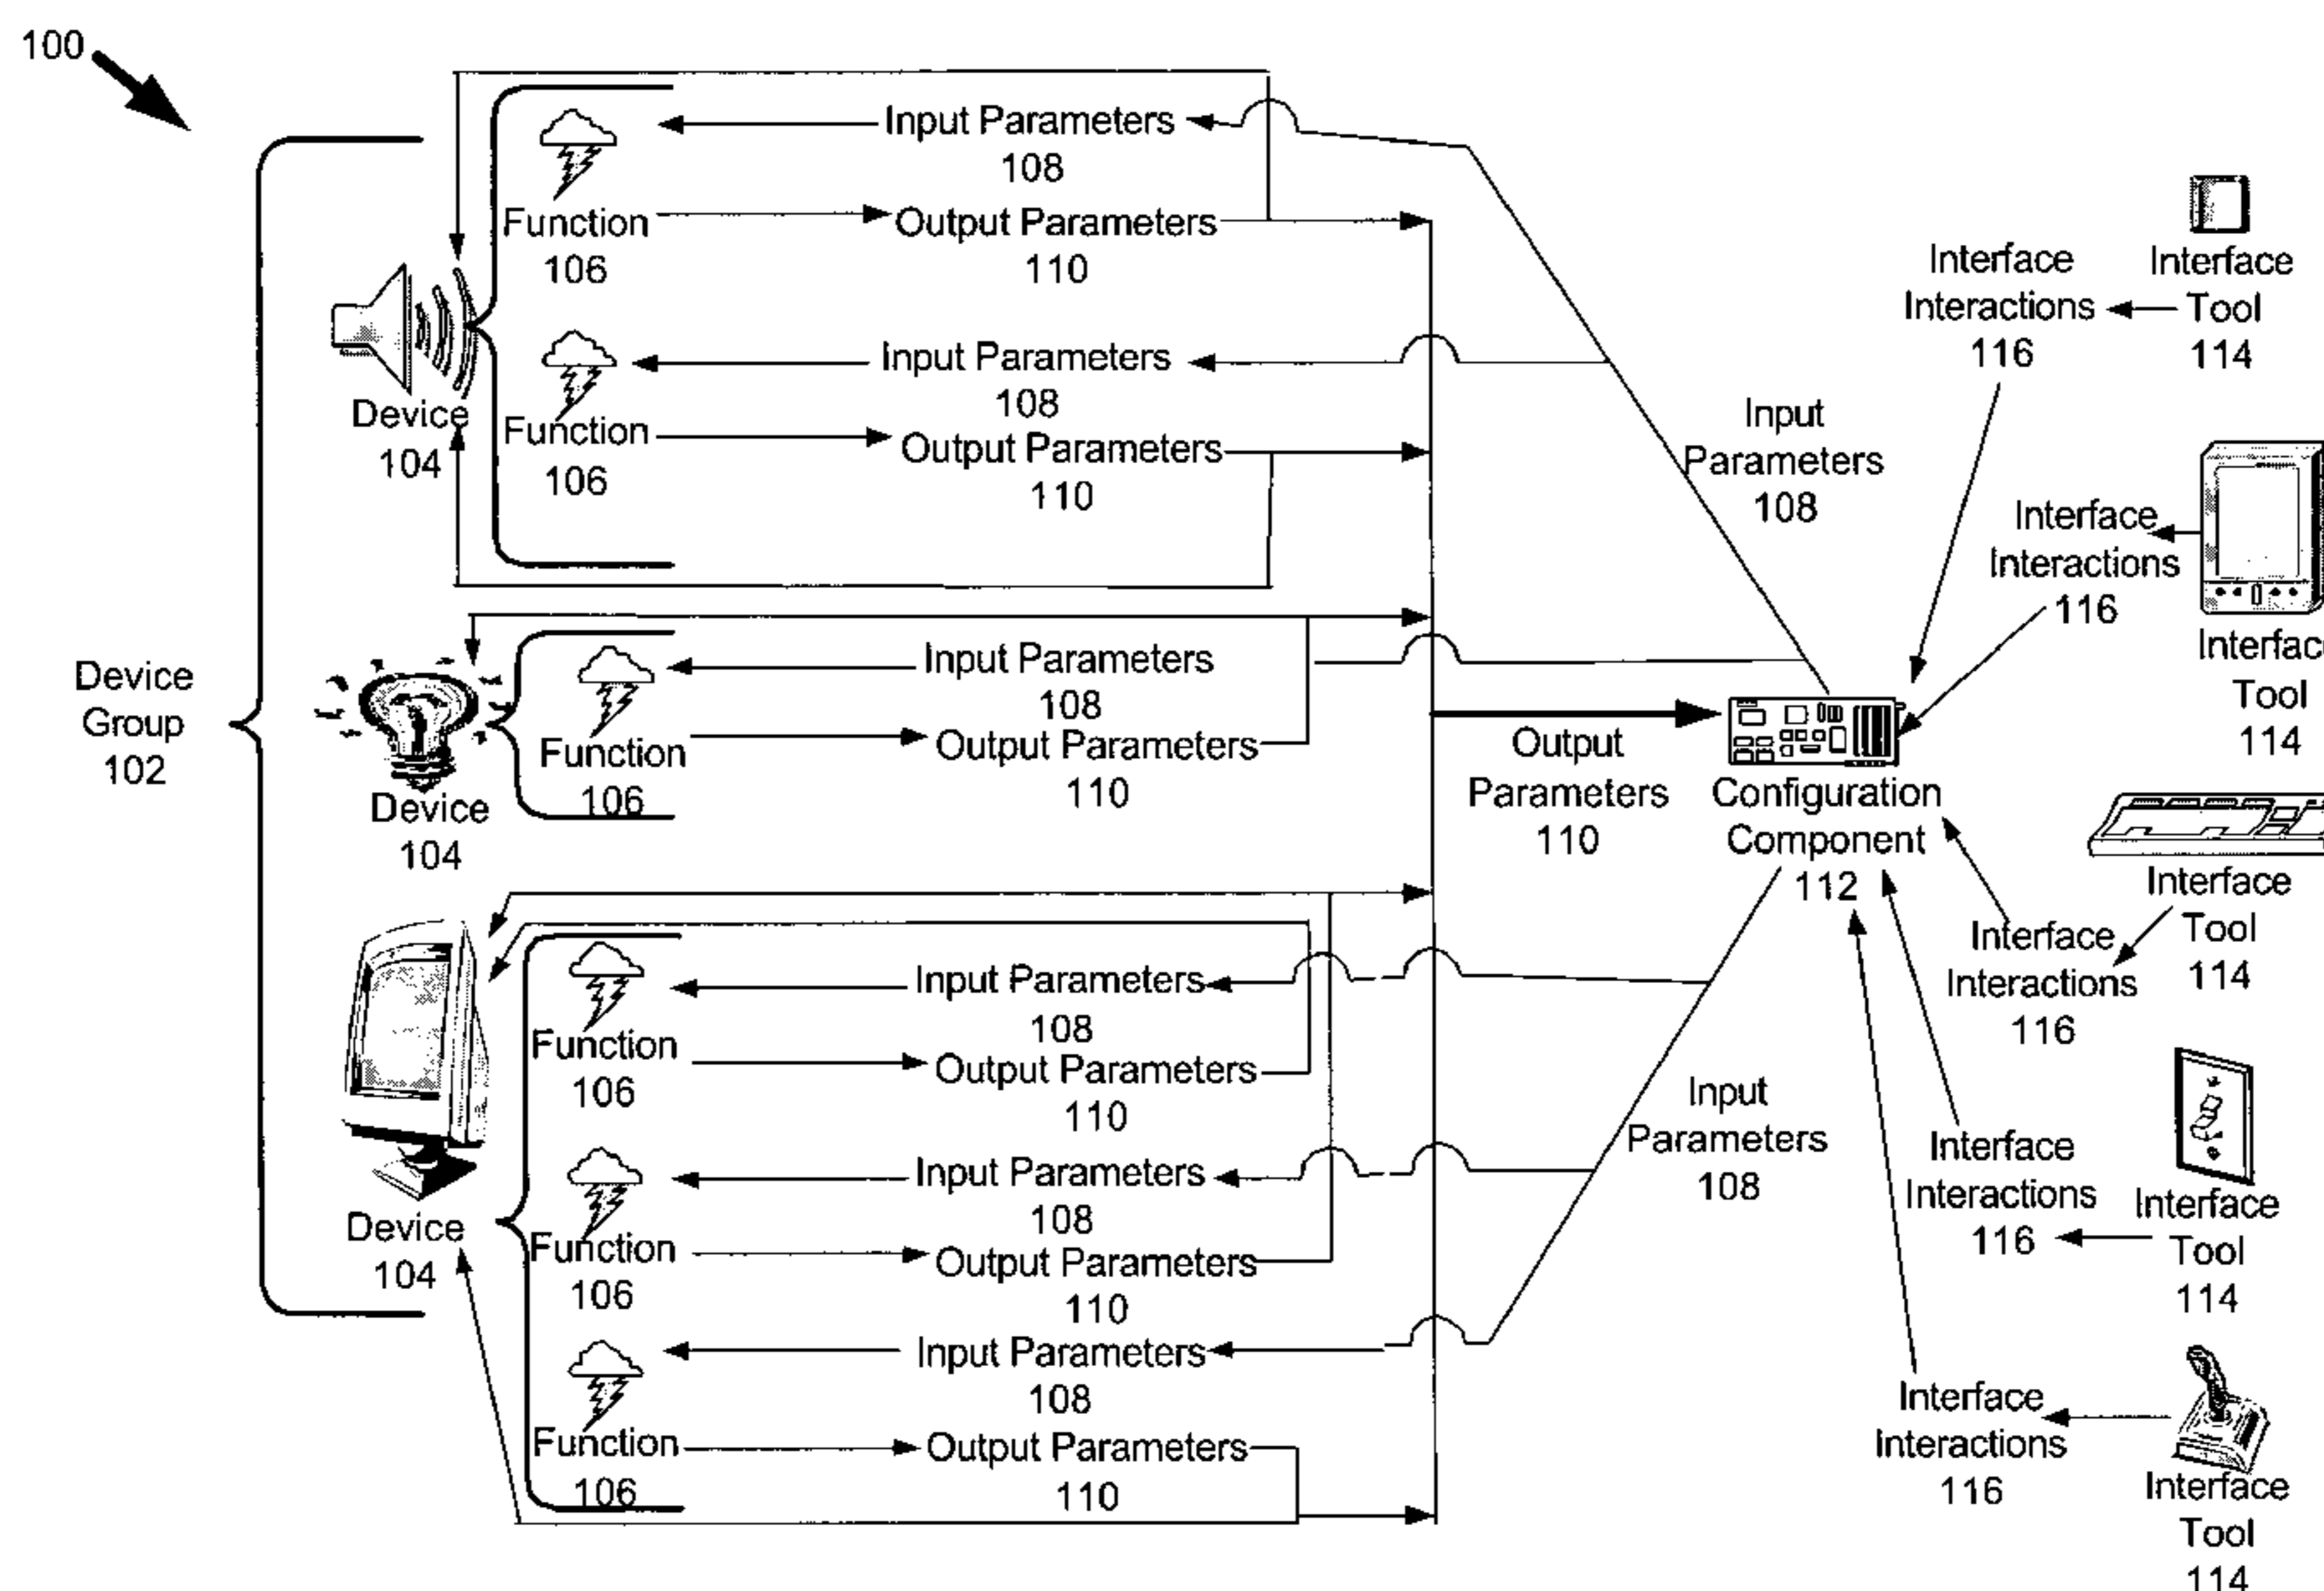 100
Input Parameters
108
Function
106
Output Parameters
110
Input Parameters
108
Function
106
Output Parameters
110
Device
104
Device
Group
102
Input Parameters
108
Function
106
Output Parameters
110
Device
104
Input Parameters
108
Function
106
Output Parameters
110
Input Parameters
108
Function
106
Output Parameters
110
Input Parameters
108
Function
106
Output Parameters
110
Device
104
Input
Parameters
108
Output
Parameters
110
Configuration
Component
112
Input
Parameters
108
Interface
Interactions
116
Interface
Tool
114
Interface
Interactions
116
Interfac
Tool
114
Interface
Interactions
116
Interface
Tool
114
Interface
Interactions
116
Interface
Tool
114
Interface
Interactions
116
Interface
Tool
114